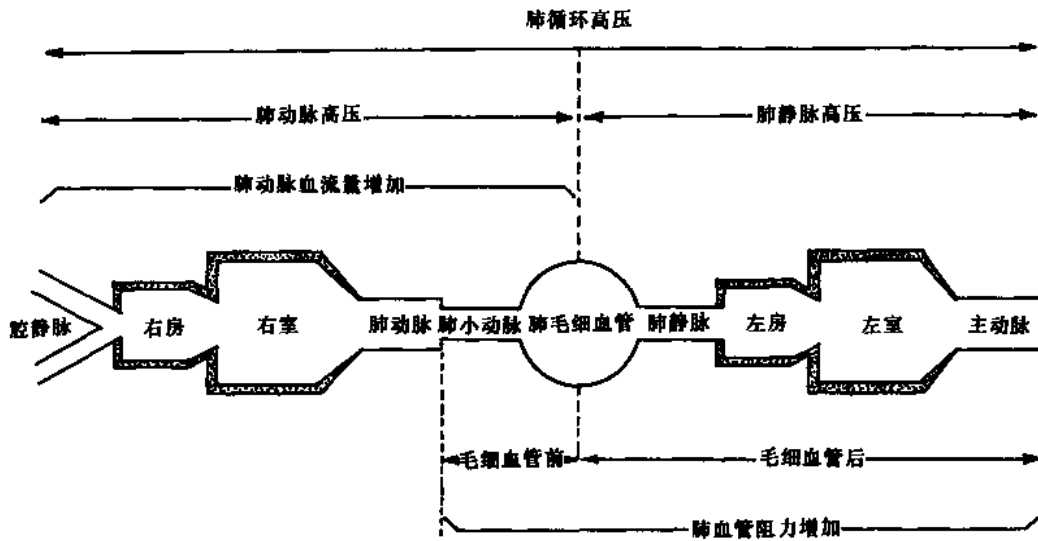 肺循环高压
肺动脉高压 肺静脉高压
肺动脉血流量增加
腔静脉 右房 右室 肺动脉 肺小动脉 肺毛细血管 肺静脉 左房 左室 主动脉
毛细血管前 毛细血管后
肺血管阻力增加